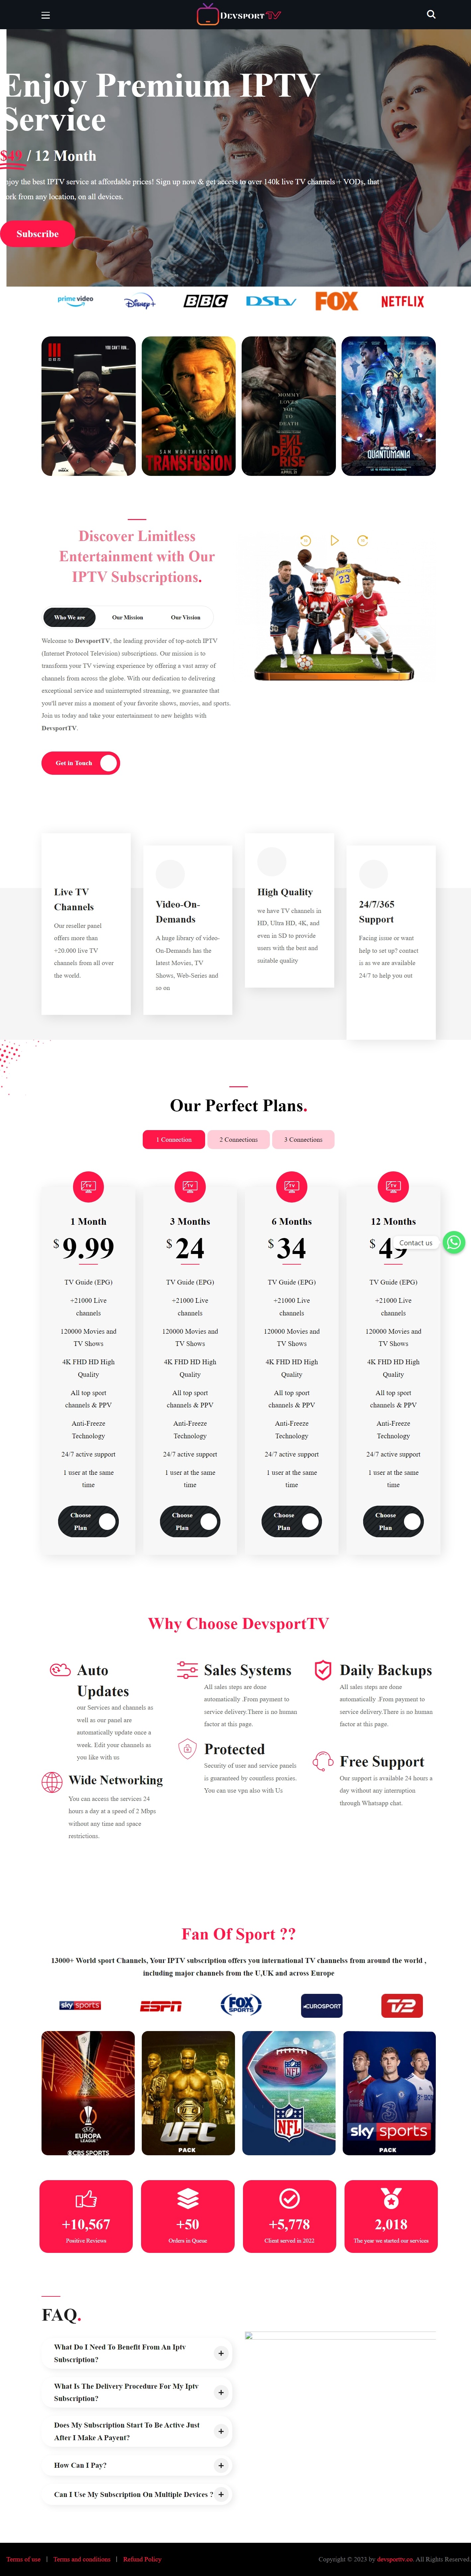 DEVSPORT TV
Enjoy Premium IPTV
Service
$49 / 12 Month
Enjoy the best IPTV service at affordable prices! Sign up now & get access to over 140k live TV channels + VODs, that
work from any location, on all devices.
Subscribe
prime video
Disney+
BBC
DStv
FOX
NETFLIX
YOU CAN'T RUN...
SAM WORTHINGTON
TRANSFUSION
MOMMY
LOVES
YOU
TO
DEATH
EVIL
DEAD
RISE
QUANTUMANIA
Discover Limitless
Entertainment with Our
IPTV Subscriptions.
Who We are
Our Mission
Our Vission
Welcome to DevsportTV, the leading provider of top-notch IPTV
(Internet Protocol Television) subscriptions. Our mission is to
transform your TV viewing experience by offering a vast array of
channels from across the globe. With our dedication to delivering
exceptional service and uninterrupted streaming, we guarantee that
you'll never miss a moment of your favorite shows, movies, and sports.
Join us today and take your entertainment to new heights with
DevsportTV.
Get in Touch
Live TV
Channels
Our reseller panel
offers more than
+20.000 live TV
channels from all over
the world.
Video-On-
Demands
A huge library of video-
On-Demands has the
latest Movies, TV
Shows, Web-Series and
so on
High Quality
we have TV channels in
HD, Ultra HD, 4K, and
even in SD to provide
users with the best and
suitable quality
24/7/365
Support
Facing issue or want
help to set up? contact
is as we are available
24/7 to help you out
Our Perfect Plans.
1 Connection
2 Connections
3 Connections
1 Month
$ 9.99
TV Guide (EPG)
+21000 Live
channels
120000 Movies and
TV Shows
4K FHD HD High
Quality
All top sport
channels & PPV
Anti-Freeze
Technology
24/7 active support
1 user at the same
time
Choose
Plan
3 Months
$ 24
TV Guide (EPG)
+21000 Live
channels
120000 Movies and
TV Shows
4K FHD HD High
Quality
All top sport
channels & PPV
Anti-Freeze
Technology
24/7 active support
1 user at the same
time
Choose
Plan
6 Months
$ 34
TV Guide (EPG)
+21000 Live
channels
120000 Movies and
TV Shows
4K FHD HD High
Quality
All top sport
channels & PPV
Anti-Freeze
Technology
24/7 active support
1 user at the same
time
Choose
Plan
12 Months
$ 49
Contact us
TV Guide (EPG)
+21000 Live
channels
120000 Movies and
TV Shows
4K FHD HD High
Quality
All top sport
channels & PPV
Anti-Freeze
Technology
24/7 active support
1 user at the same
time
Choose
Plan
Why Choose DevsportTV
Auto
Updates
our Services and channels as
well as our panel are
automatically update once a
week. Edit your channels as
you like with us
Wide Networking
You can access the services 24
hours a day at a speed of 2 Mbps
without any time and space
restrictions.
Sales Systems
All sales steps are done
automatically .From payment to
service delivery.There is no human
factor at this page.
Protected
Security of user and service panels
is guaranteed by countless proxies.
You can use vpn also with Us
Daily Backups
All sales steps are done
automatically .From payment to
service delivery.There is no human
factor at this page.
Free Support
Our support is available 24 hours a
day without any interruption
through Whatsapp chat.
Fan Of Sport ??
13000+ World sport Channels, Your IPTV subscription offers you international TV channelss from around the world ,
including major channels from the U,UK and across Europe
sky sports
ESPN
FOX
SPORTS
EUROSPORT
TV2
UEFA
EUROPA
LEAGUE
CBS SPORTS
UFC
PACK
NFL
sky sports
PACK
+10,567
Positive Reviews
+50
Orders in Queue
+5,778
Client served in 2022
2,018
The year we started our services
FAQ.
What Do I Need To Benefit From An Iptv
Subscription?
What Is The Delivery Procedure For My Iptv
Subscription?
Does My Subscription Start To Be Active Just
After I Make A Payent?
How Can I Pay?
Can I Use My Subscription On Multiple Devices ?
Terms of use | Terms and conditions | Refund Policy
Copyright © 2023 by devsporttv.co. All Rights Reserved